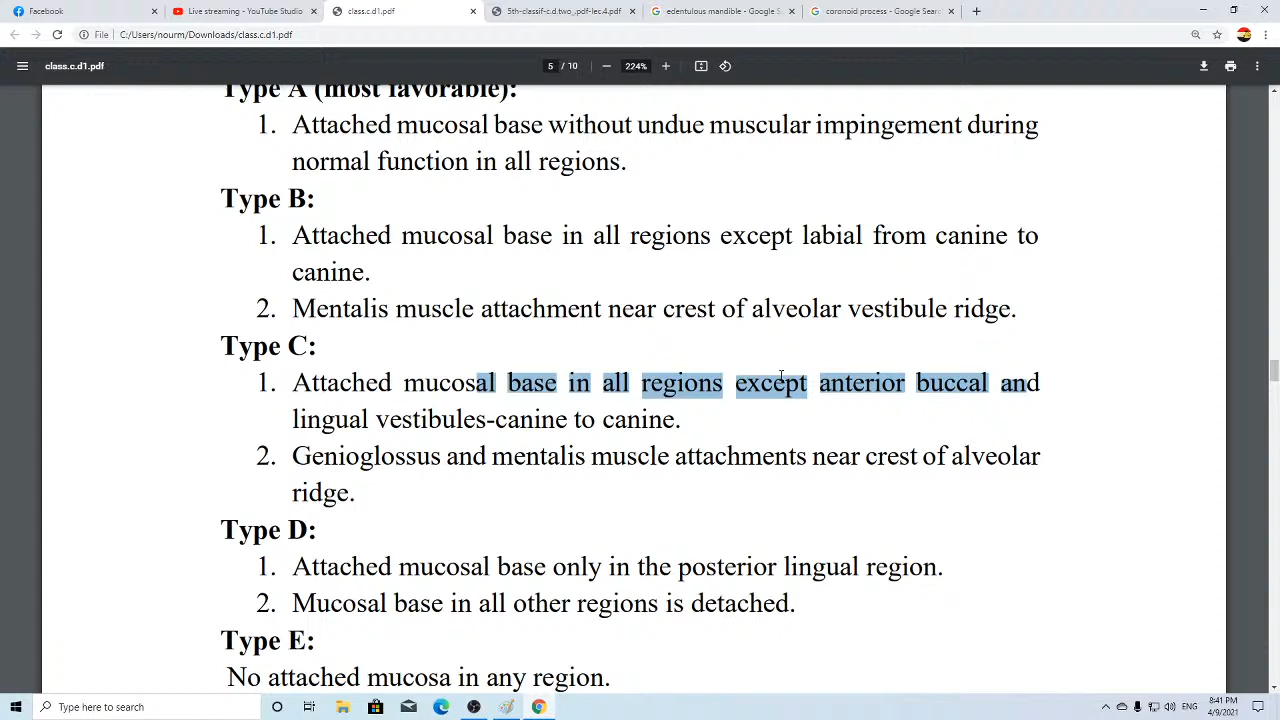 Facebook
Live streaming - YouTube Studio
class.c.d1.pdf
5th-classif-c.d.two_.pdf-lec.4.pdf
edentulous mandible - Google S
coronoid process - Google Searc
File | C:/Users/nourm/Downloads/class.c.d1.pdf
class.c.d1.pdf
5 / 10
224%
Type A (most favorable):
1. Attached mucosal base without undue muscular impingement during
normal function in all regions.
Type B:
1. Attached mucosal base in all regions except labial from canine to
canine.
2. Mentalis muscle attachment near crest of alveolar vestibule ridge.
Type C:
1. Attached mucosal base in all regions except anterior buccal and
lingual vestibules-canine to canine.
2. Genioglossus and mentalis muscle attachments near crest of alveolar
ridge.
Type D:
1. Attached mucosal base only in the posterior lingual region.
2. Mucosal base in all other regions is detached.
Type E:
No attached mucosa in any region.
Type here to search
ENG
8:41 PM
4/9/2021